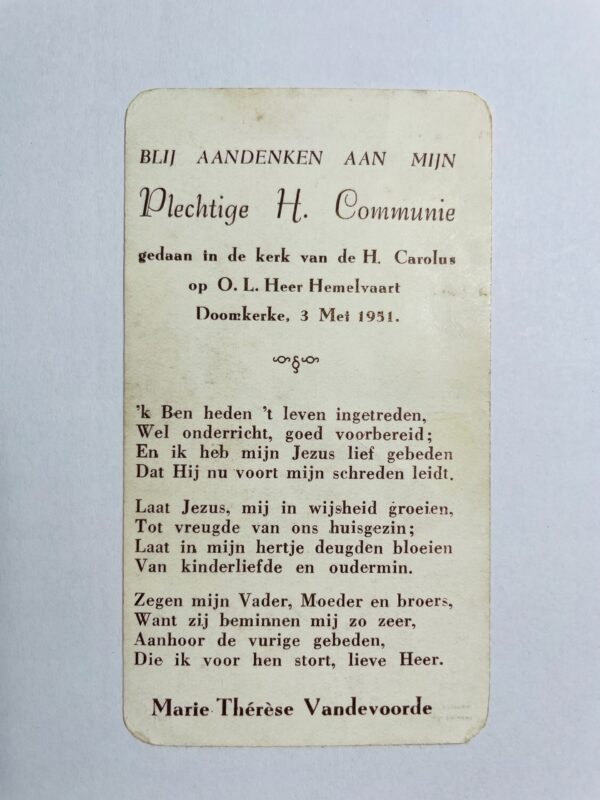 BLIJ AANDENKEN AAN MIJN
Plechtige H. Communie
gedaan in de kerk van de H. Carolus
op O. L. Heer Hemelvaart
Doomkerke, 3 Mei 1951.
'k Ben heden 't leven ingetreden,
Wel onderricht, goed voorbereid;
En ik heb mijn Jezus lief gebeden
Dat Hij nu voort mijn schreden leidt.
Laat Jezus, mij in wijsheid groeien,
Tot vreugde van ons huisgezin;
Laat in mijn hertje deugden bloeien
Van kinderliefde en oudermin.
Zegen mijn Vader, Moeder en broers,
Want zij beminnen mij zo zeer,
Aanhoor de vurige gebeden,
Die ik voor hen stort, lieve Heer.
Marie Thérèse Vandevoorde